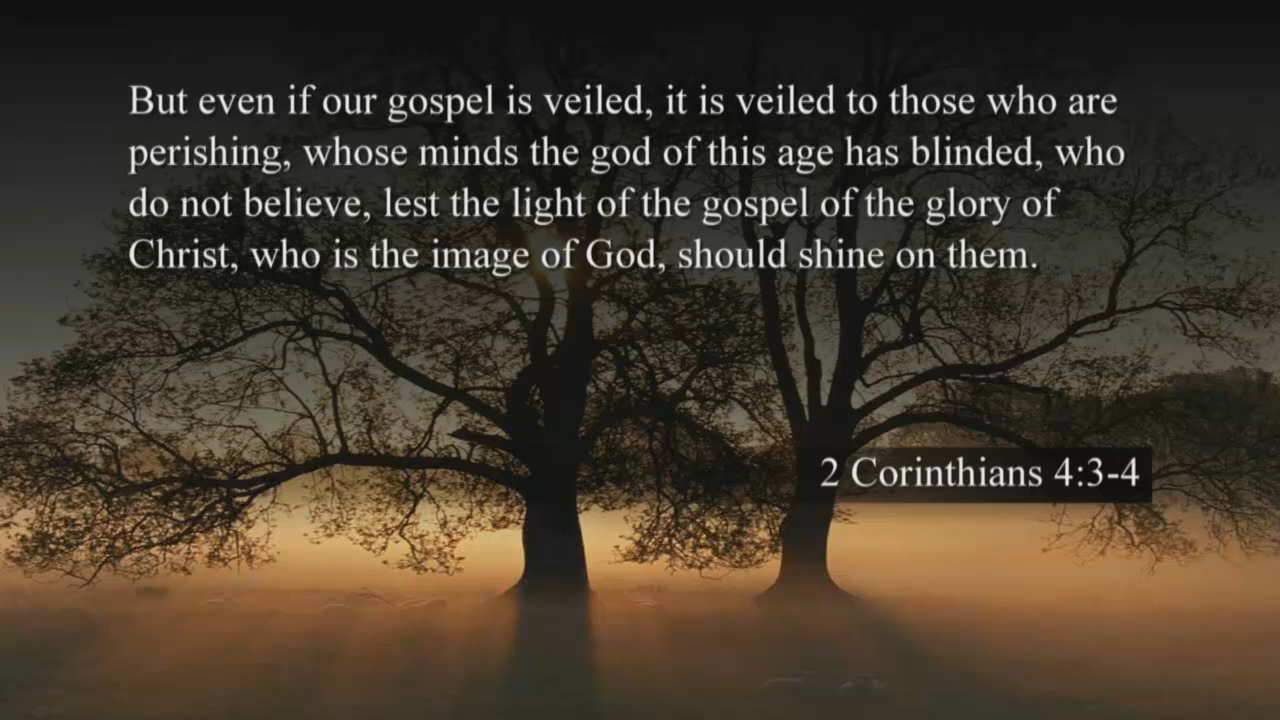 But even if our gospel is veiled, it is veiled to those who are
perishing, whose minds the god of this age has blinded, who
do not believe, lest the light of the gospel of the glory of
Christ, who is the image of God, should shine on them.
2 Corinthians 4:3-4